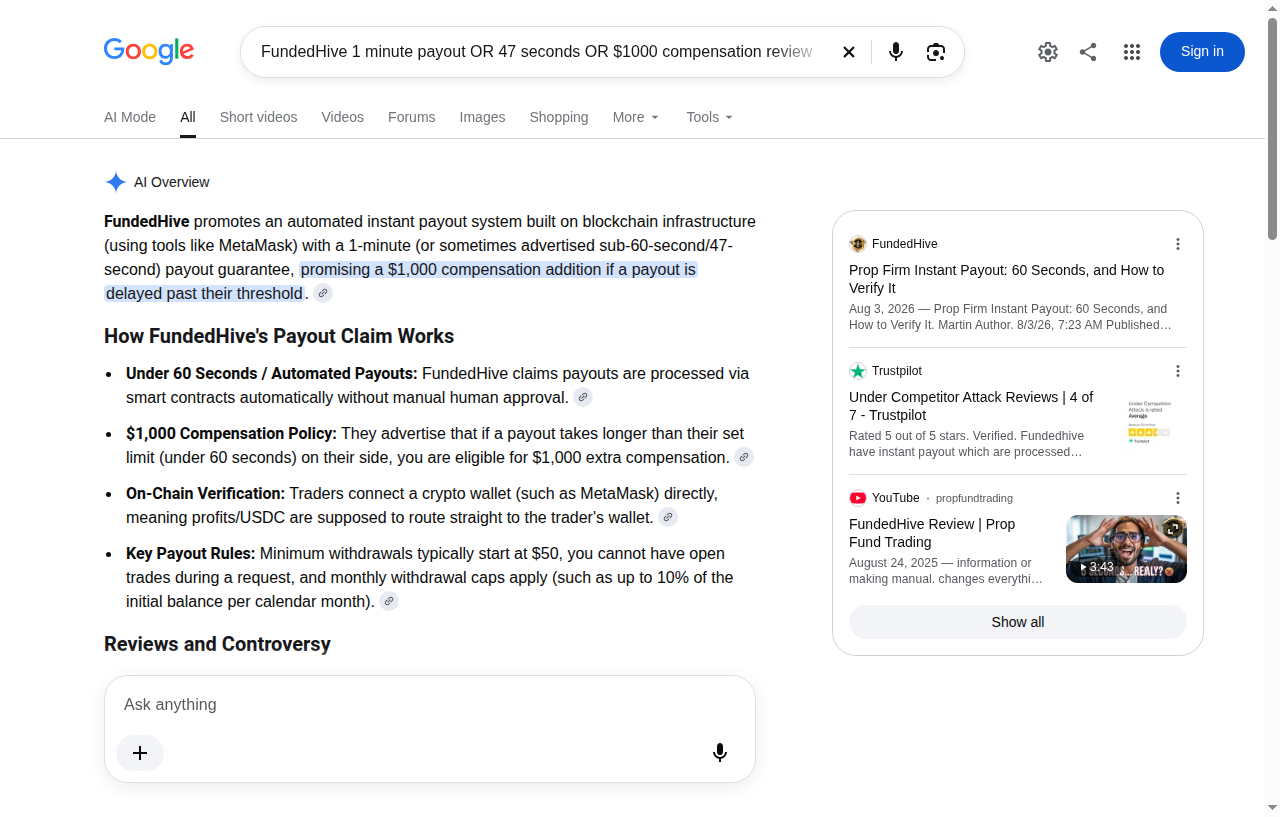 Google
FundedHive 1 minute payout OR 47 seconds OR $1000 compensation review
Sign in
AI Mode
All
Short videos
Videos
Forums
Images
Shopping
More
Tools
AI Overview
FundedHive promotes an automated instant payout system built on blockchain infrastructure
(using tools like MetaMask) with a 1-minute (or sometimes advertised sub-60-second/47-
second) payout guarantee, promising a $1,000 compensation addition if a payout is
delayed past their threshold.
How FundedHive's Payout Claim Works
• Under 60 Seconds / Automated Payouts: FundedHive claims payouts are processed via
smart contracts automatically without manual human approval.
• $1,000 Compensation Policy: They advertise that if a payout takes longer than their set
limit (under 60 seconds) on their side, you are eligible for $1,000 extra compensation.
• On-Chain Verification: Traders connect a crypto wallet (such as MetaMask) directly,
meaning profits/USDC are supposed to route straight to the trader's wallet.
• Key Payout Rules: Minimum withdrawals typically start at $50, you cannot have open
trades during a request, and monthly withdrawal caps apply (such as up to 10% of the
initial balance per calendar month).
Reviews and Controversy
Ask anything
FundedHive
Prop Firm Instant Payout: 60 Seconds, and How to
Verify It
Aug 3, 2026 — Prop Firm Instant Payout: 60 Seconds, and
How to Verify It. Martin Author. 8/3/26, 7:23 AM Published…
Trustpilot
Under Competitor Attack Reviews | 4 of
7 - Trustpilot
Rated 5 out of 5 stars. Verified. Fundedhive
have instant payout which are processed…
Under Competitor
Attack is rated
Average
Trustpilot
YouTube · propfundtrading
FundedHive Review | Prop
Fund Trading
August 24, 2025 — information or
making manual. changes everythi…
3:43
REALY?
Show all